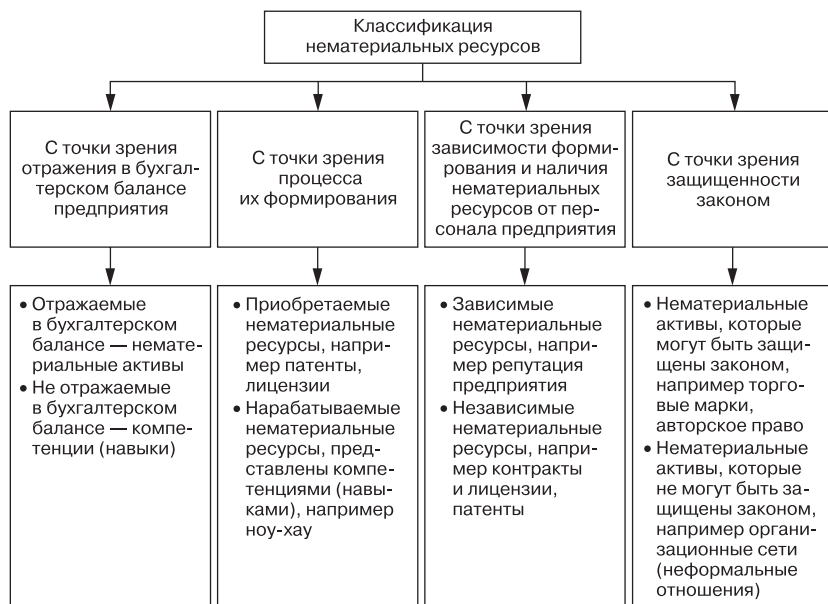 Классификация
нематериальных ресурсов
С точки зрения
отражения в бухгал-
терском балансе
предприятия
С точки зрения
процесса
их формирования
С точки зрения
зависимости форми-
рования и наличия
нематериальных
ресурсов от пер-
сонала предприятия
С точки зрения
защищенности
законом
• Отражаемые
в бухгалтерском
балансе — немате-
риальные активы
• Не отражаемые
в бухгалтерском
балансе — компе-
тенции (навыки)
• Приобретаемые
нематериальные
ресурсы, напри-
мер патенты,
лицензии
• Нарабатываемые
нематериальные
ресурсы, пред-
ставлены компе-
тенциями (навы-
ками), например
ноу-хау
• Зависимые
нематериальные
ресурсы, напри-
мер репутация
предприятия
• Независимые
нематериальные
ресурсы, напри-
мер контракты
и лицензии,
патенты
• Нематериальные
активы, которые
могут быть защи-
щены законом,
например торго-
вые марки,
авторское право
• Нематериальные
активы, которые
не могут быть за-
щищены законом,
например органи-
зационные сети
(неформальные
отношения)